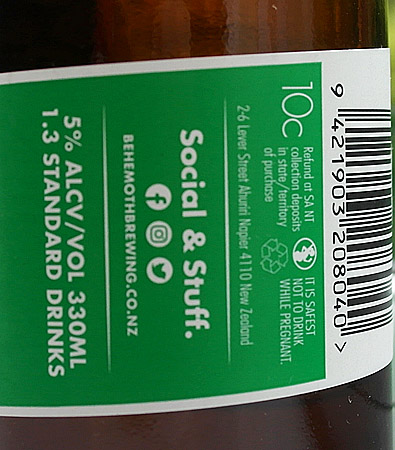 10c
Refund at SA NT
collection depots
in state/territory
of purchase
IT IS SAFEST
NOT TO DRINK
WHILE PREGNANT.
2-6 Lever Street Ahuriri Napier 4110 New Zealand
Social & Stuff.
BEHEMOTHBREWING.CO.NZ
5% ALCV/VOL 330ML
1.3 STANDARD DRINKS
9 421903 208040 >